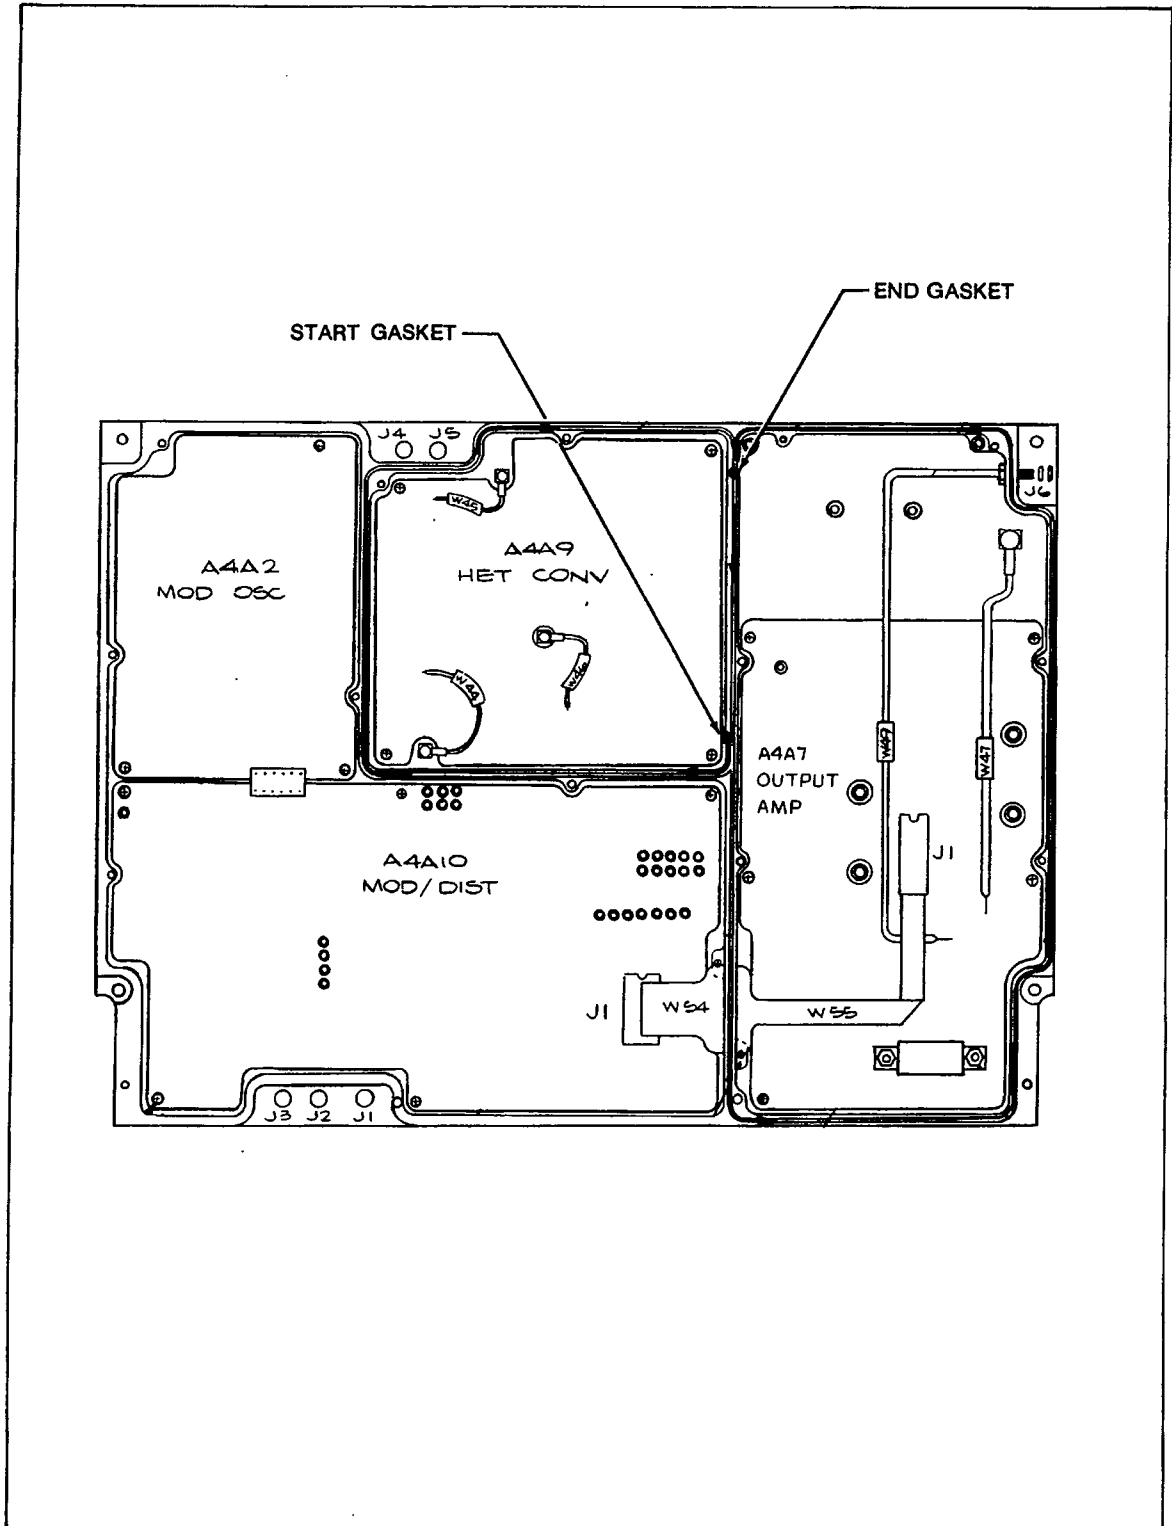 END GASKET
START GASKET
J4 J5
J6
W45
A4A9
HET CONV
A4A2
MOD OSC
W46
W44
W49
W47
A4A7
OUTPUT
AMP
J1
A4A10
MOD/DIST
J1
W54
W55
J3 J2 J1